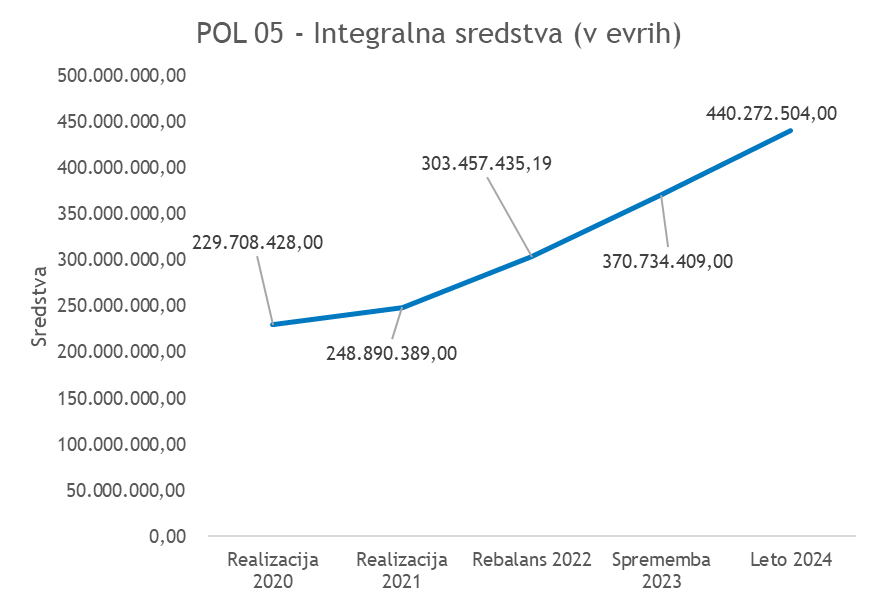 POL 05 - Integralna sredstva (v evrih)
Sredstva
500.000.000,00
450.000.000,00
400.000.000,00
350.000.000,00
300.000.000,00
250.000.000,00
200.000.000,00
150.000.000,00
100.000.000,00
50.000.000,00
0,00
229.708.428,00
248.890.389,00
303.457.435,19
370.734.409,00
440.272.504,00
Realizacija
2020
Realizacija
2021
Rebalans 2022
Sprememba
2023
Leto 2024